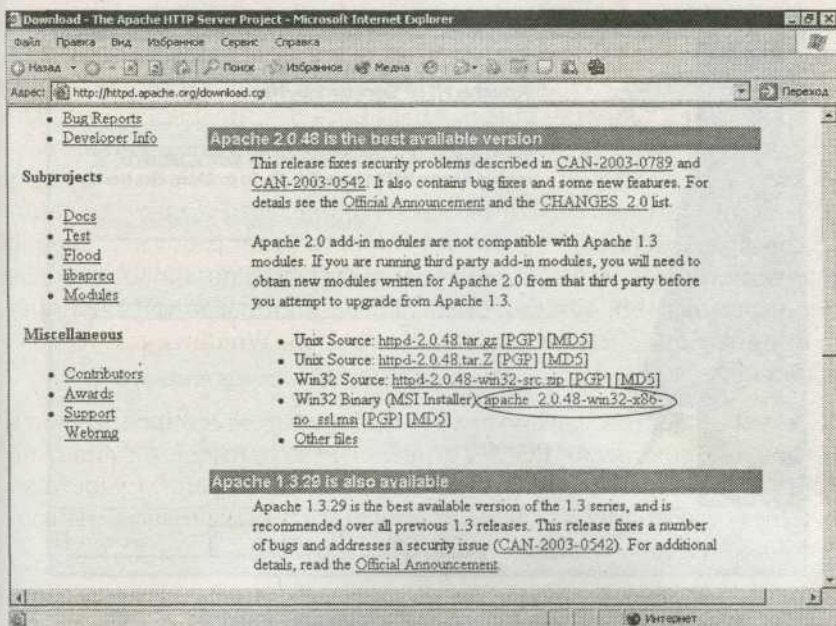 Download - The Apache HTTP Server Project - Microsoft Internet Explorer
Файл Правка Вид Избранное Сервис Справка
Назад Поиск Избранное Медиа
Адрес: http://httpd.apache.org/download.cgi Переход
• Bug Reports
• Developer Info
Subprojects
• Docs
• Test
• Flood
• libapreq
• Modules
Miscellaneous
• Contributors
• Awards
• Support
Webring
Apache 2.0.48 is the best available version
This release fixes security problems described in CAN-2003-0789 and
CAN-2003-0542. It also contains bug fixes and some new features. For
details see the Official Announcement and the CHANGES_2.0 list.
Apache 2.0 add-in modules are not compatible with Apache 1.3
modules. If you are running third party add-in modules, you will need to
obtain new modules written for Apache 2.0 from that third party before
you attempt to upgrade from Apache 1.3.
• Unix Source: httpd-2.0.48.tar.gz [PGP] [MD5]
• Unix Source: httpd-2.0.48.tar.Z [PGP] [MD5]
• Win32 Source: httpd-2.0.48-win32-src.zip [PGP] [MD5]
• Win32 Binary (MSI Installer): apache_2.0.48-win32-x86-
no_ssl.msi [PGP] [MD5]
• Other files
Apache 1.3.29 is also available
Apache 1.3.29 is the best available version of the 1.3 series, and is
recommended over all previous 1.3 releases. This release fixes a number
of bugs and addresses a security issue (CAN-2003-0542). For additional
details, read the Official Announcement.
Интернет